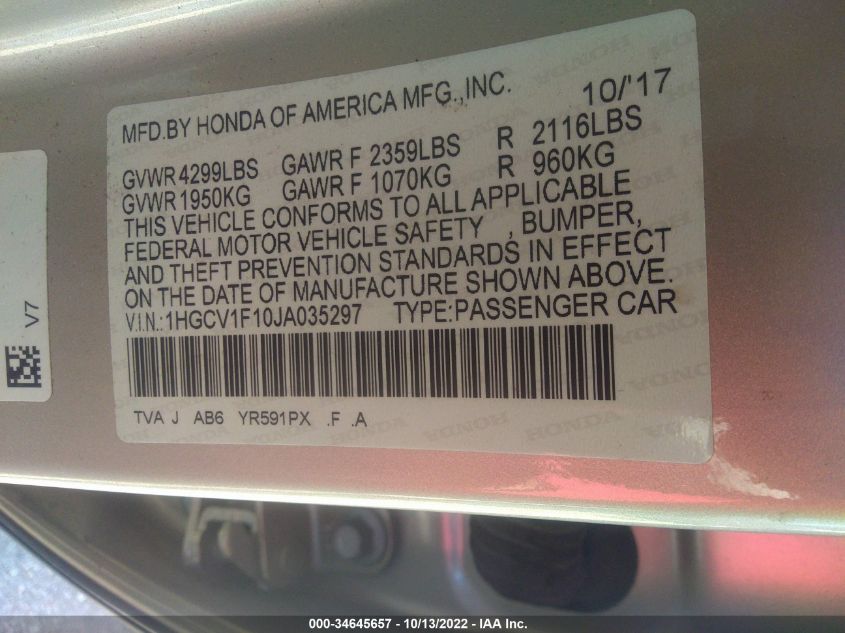 MFD.BY HONDA OF AMERICA MFG.,INC. 10/'17
GVWR 4299LBS GAWR F 2359LBS R 2116LBS
GVWR 1950KG GAWR F 1070KG R 960KG
THIS VEHICLE CONFORMS TO ALL APPLICABLE
FEDERAL MOTOR VEHICLE SAFETY , BUMPER,
AND THEFT PREVENTION STANDARDS IN EFFECT
ON THE DATE OF MANUFACTURE SHOWN ABOVE.
V.I.N.:1HGCV1F10JA035297 TYPE:PASSENGER CAR
TVA J AB6 YR591PX .F .A
V7
000-34645657 - 10/13/2022 - IAA Inc.